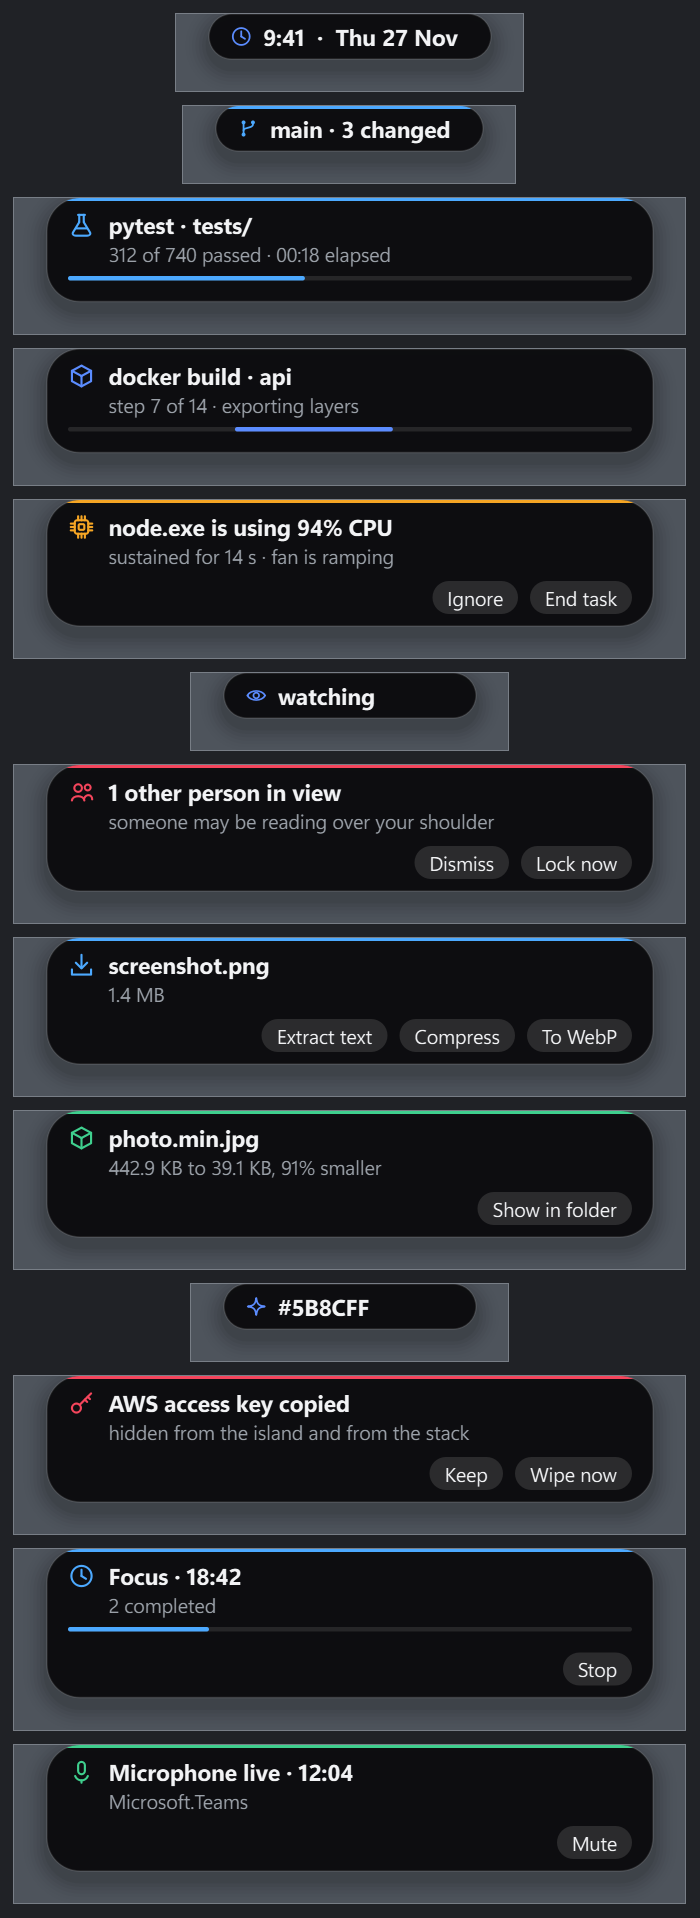 9:41 · Thu 27 Nov
main · 3 changed
pytest · tests/
312 of 740 passed · 00:18 elapsed
docker build · api
step 7 of 14 · exporting layers
node.exe is using 94% CPU
sustained for 14 s · fan is ramping
Ignore End task
watching
1 other person in view
someone may be reading over your shoulder
Dismiss Lock now
screenshot.png
1.4 MB
Extract text Compress To WebP
photo.min.jpg
442.9 KB to 39.1 KB, 91% smaller
Show in folder
#5B8CFF
AWS access key copied
hidden from the island and from the stack
Keep Wipe now
Focus · 18:42
2 completed
Stop
Microphone live · 12:04
Microsoft.Teams
Mute